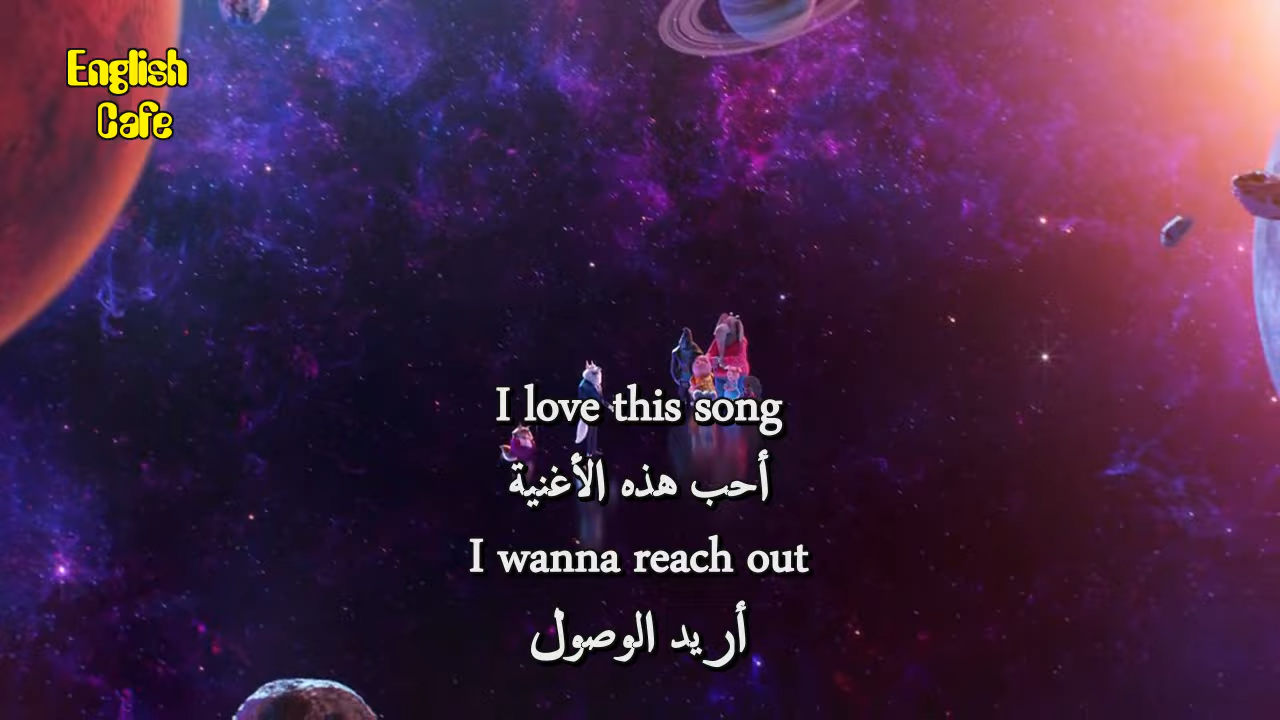 English
Cafe
I love this song
أحب هذه الأغنية
I wanna reach out
أريد الوصول